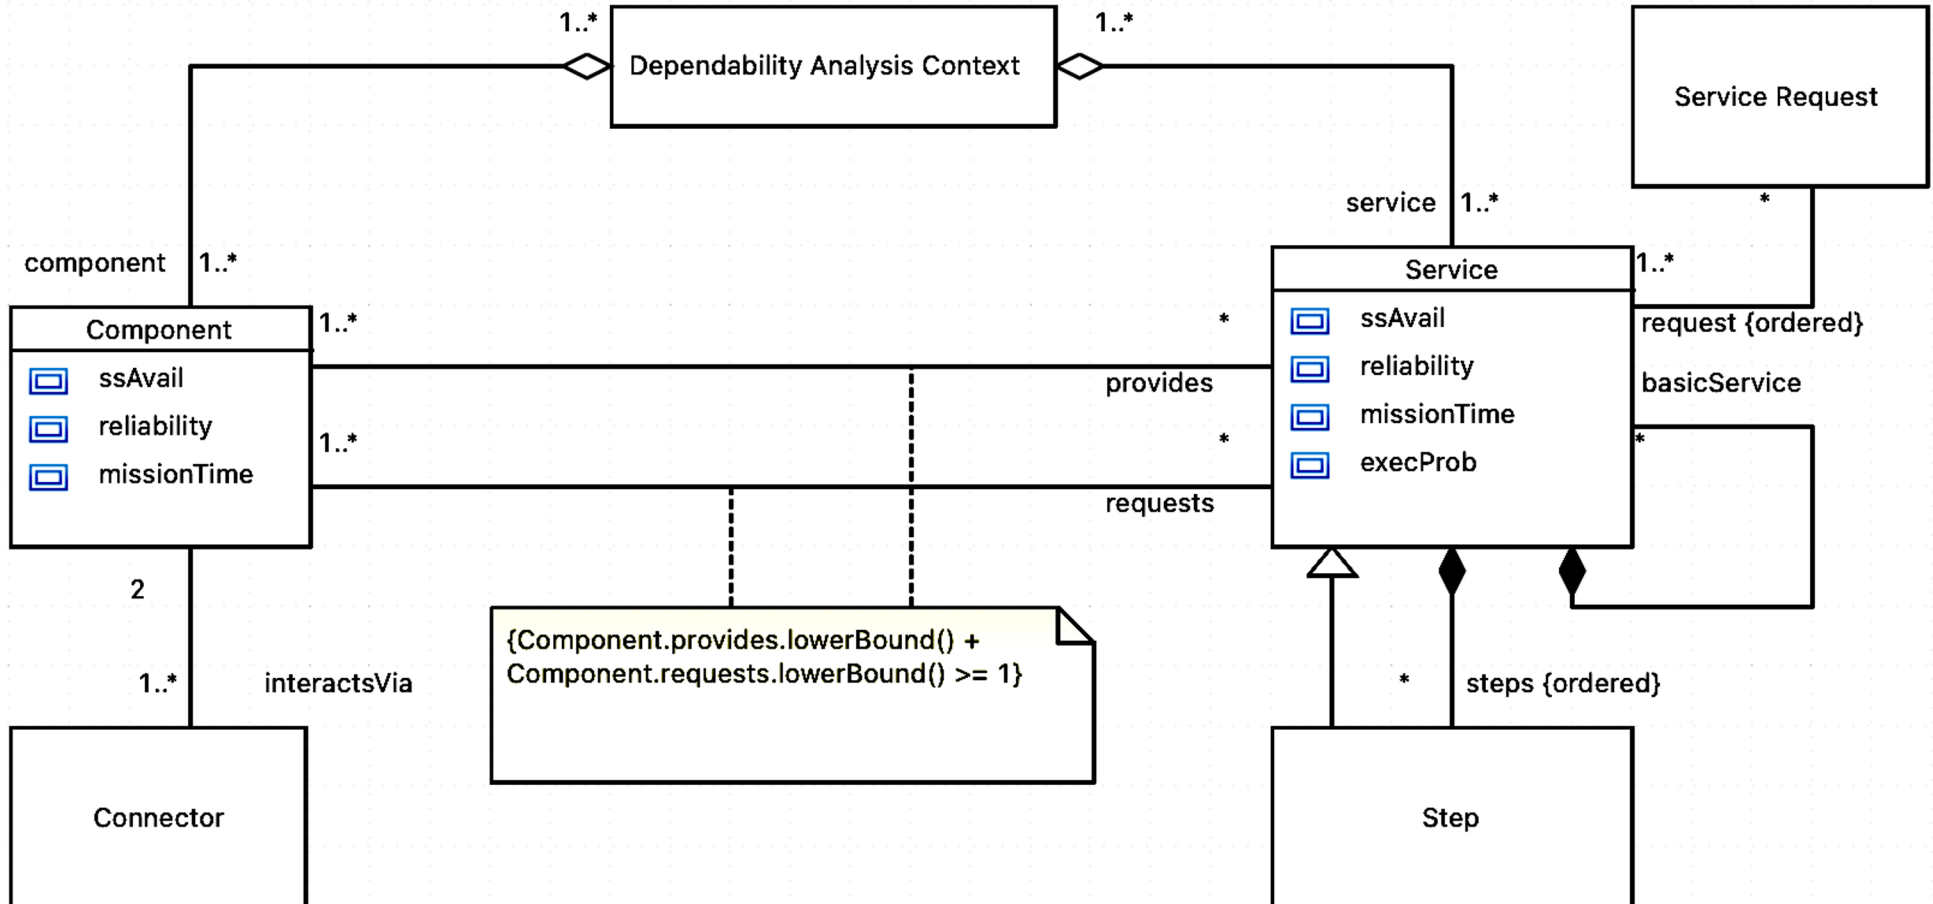 1..*
1..*
Dependability Analysis Context
Service Request
*
service
1..*
component
1..*
Service
1..*
ssAvail
reliability
missionTime
execProb
request {ordered}
basicService
*
Component
ssAvail
reliability
missionTime
1..*
*
provides
1..*
*
requests
2
1..*
interactsVia
{Component.provides.lowerBound() +
Component.requests.lowerBound() >= 1}
*
steps {ordered}
Connector
Step